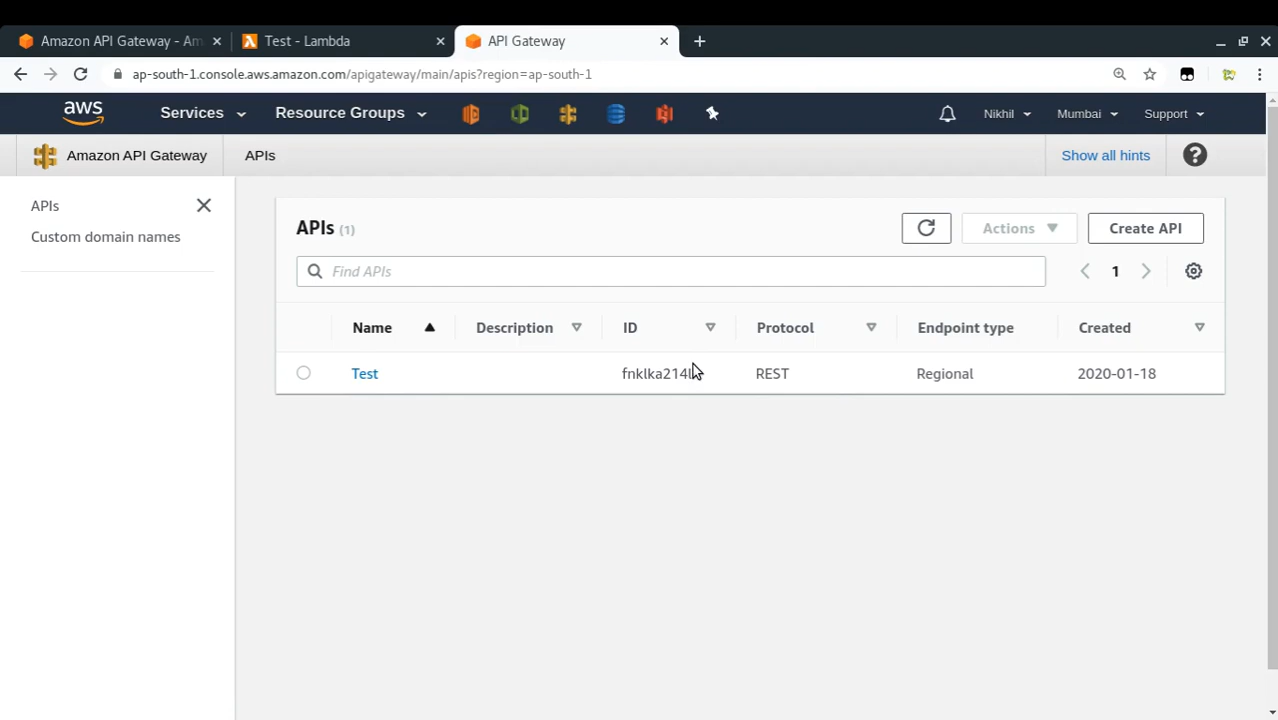 Amazon API Gateway - Am
Test - Lambda
API Gateway
ap-south-1.console.aws.amazon.com/apigateway/main/apis?region=ap-south-1
aws
Services
Resource Groups
Nikhil
Mumbai
Support
Amazon API Gateway
APIs
Show all hints
?
APIs
Custom domain names
APIs (1)
Actions
Create API
Find APIs
1
Name Description ID Protocol Endpoint type Created
Test REST Regional 2020-01-18